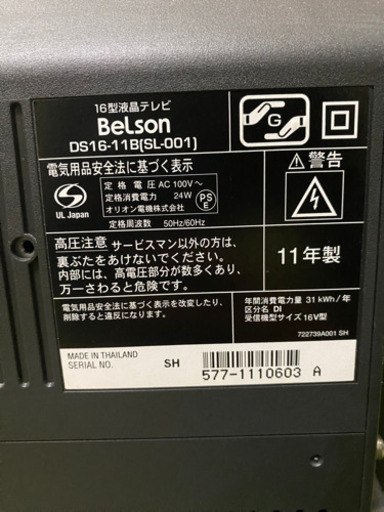 16型液晶テレビ
Belson
DS16-11B(SL-001)
G
電気用品安全法に基づく表示
UL Japan
定 格 電 圧 AC 100V～
定格消費電力 24W
オリオン電機株式会社
定格周波数 50Hz/60Hz
PS
E
警告
高圧注意 サービスマン以外の方は、
裏ぶたをあけないでください。
内部には、高電圧部分が数多く、
万一さわると危険です。
11年製
電気用品安全法に基づく表示を改変したり、
削除すると違反になります。
年間消費電力量 31 kWh/年
区分名 DI
受信機型サイズ 16V型
722739A001 SH
MADE IN THAILAND
SERIAL NO.
SH
577-1110603 A